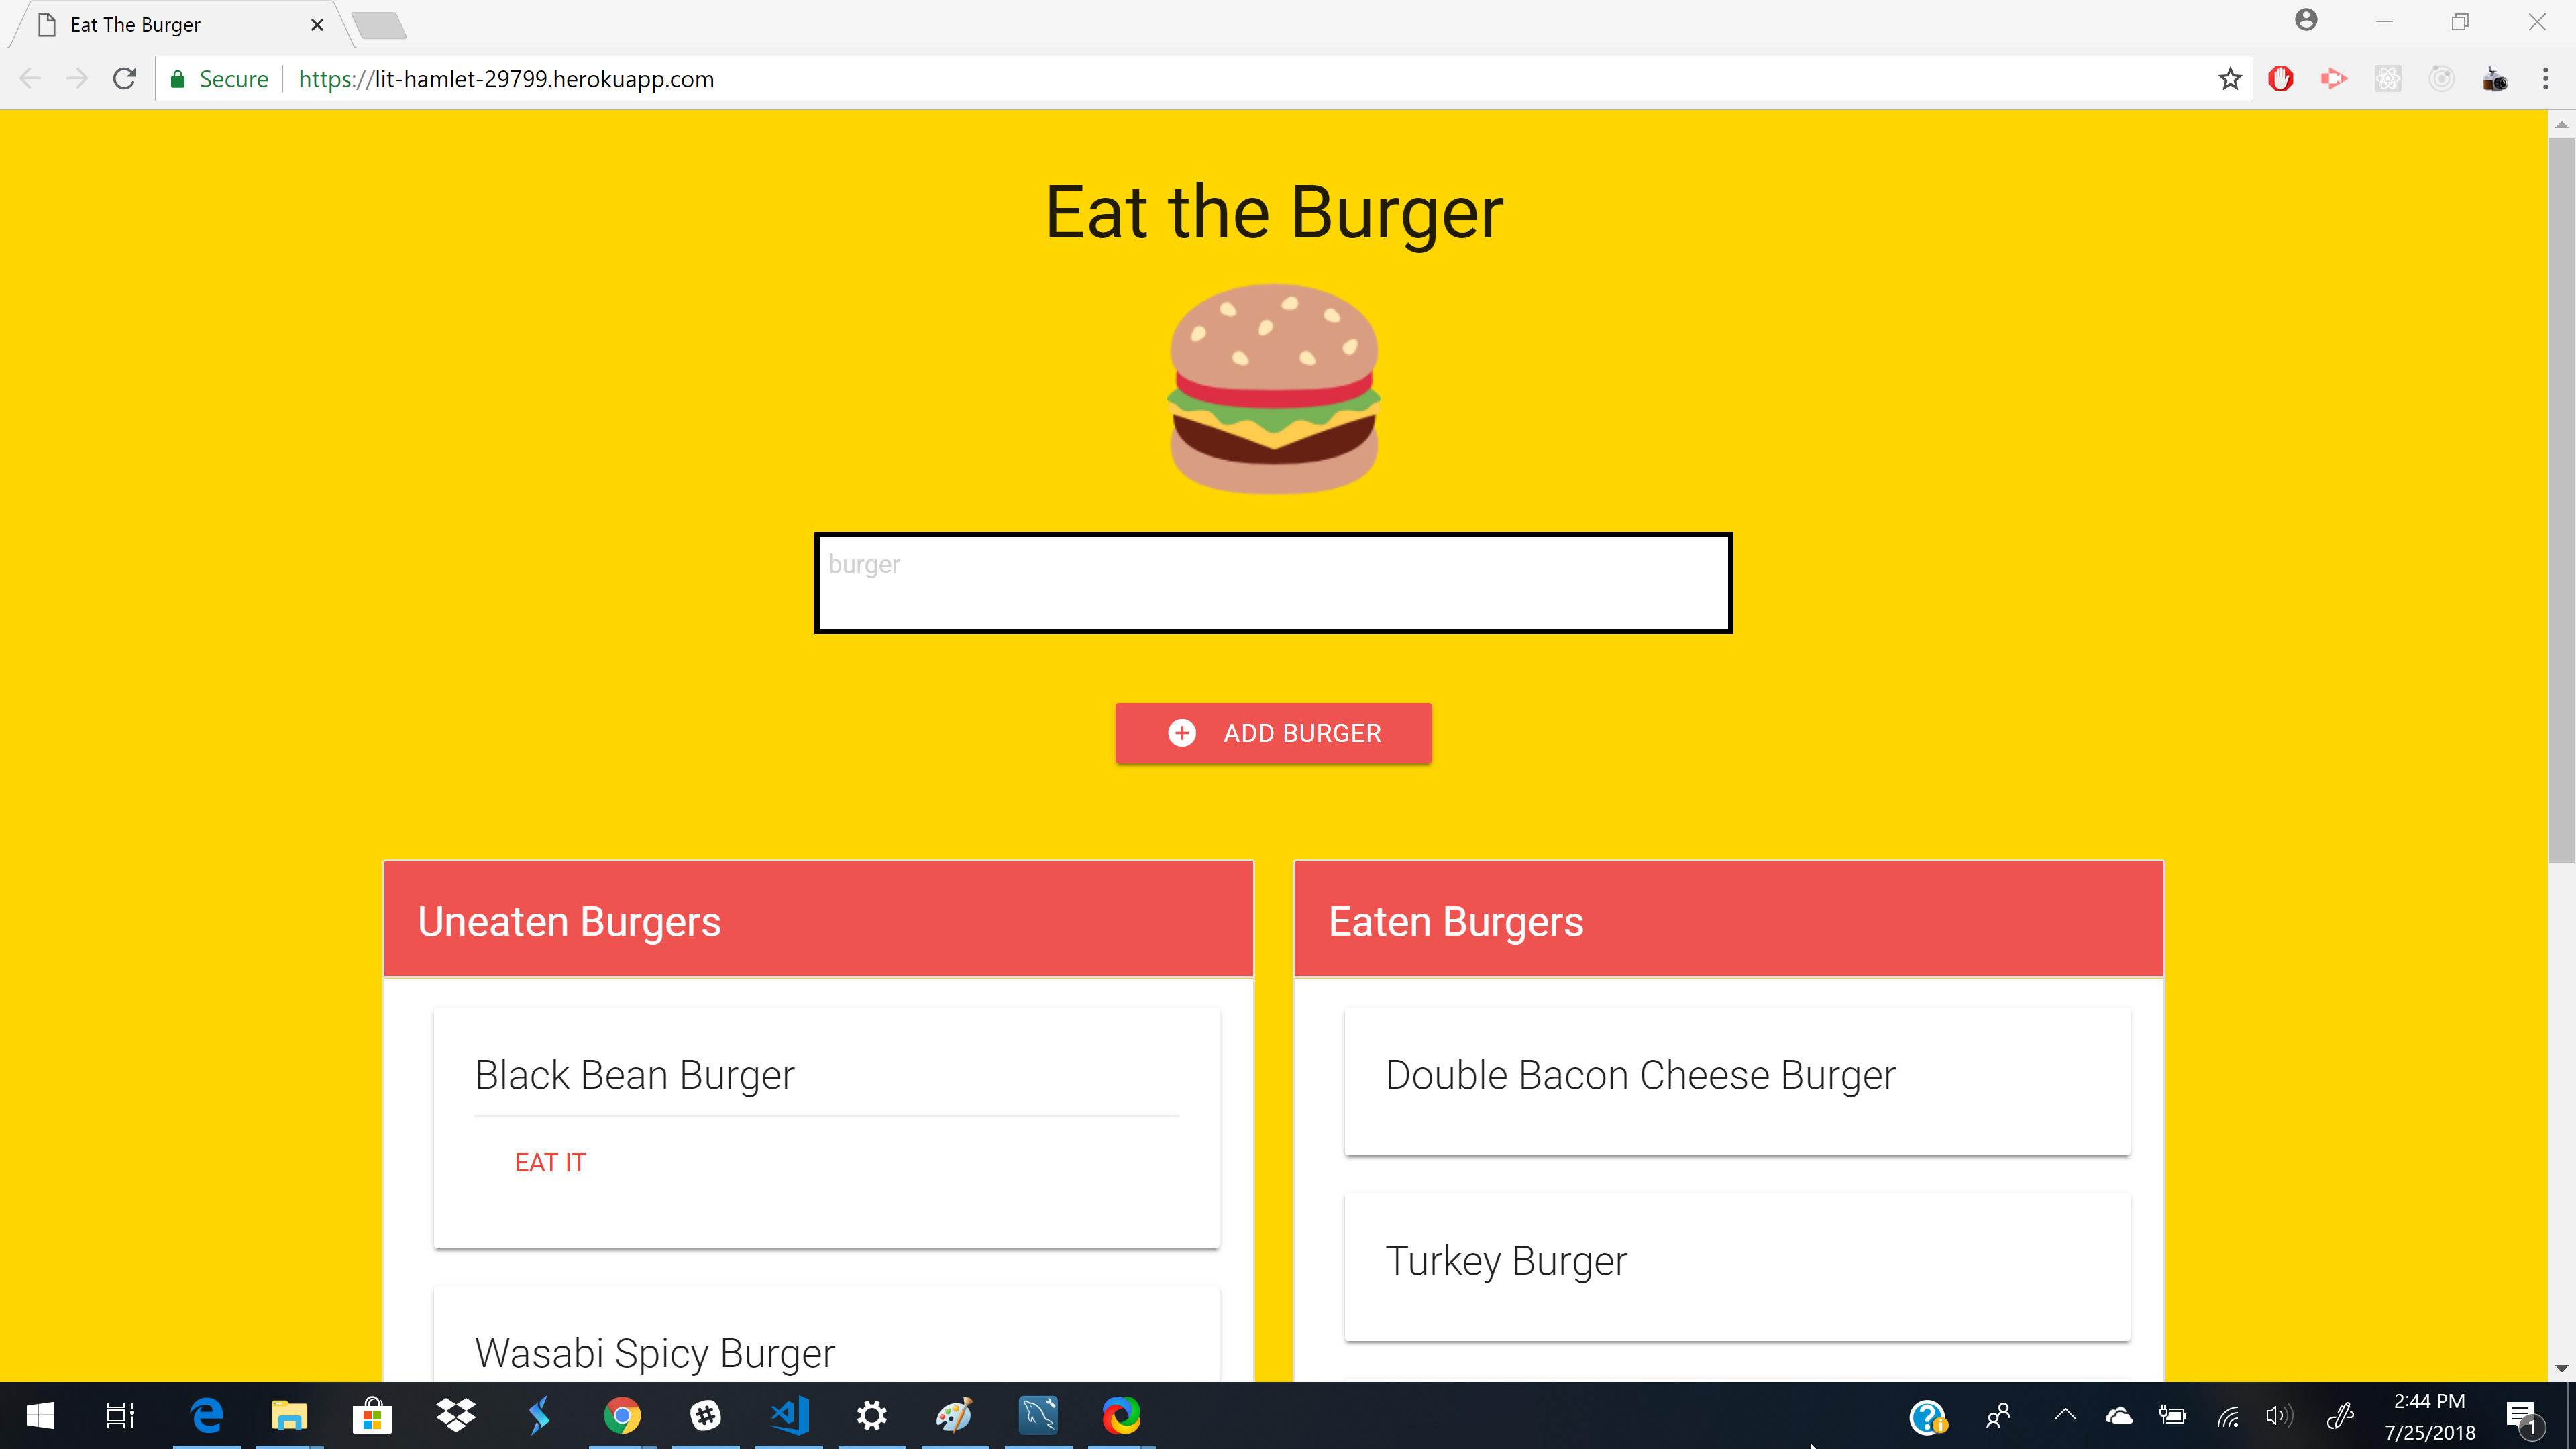 Eat The Burger
Secure https://lit-hamlet-29799.herokuapp.com
Eat the Burger
burger
ADD BURGER
Uneaten Burgers
Black Bean Burger
EAT IT
Wasabi Spicy Burger
Eaten Burgers
Double Bacon Cheese Burger
Turkey Burger
2:44 PM
7/25/2018
1